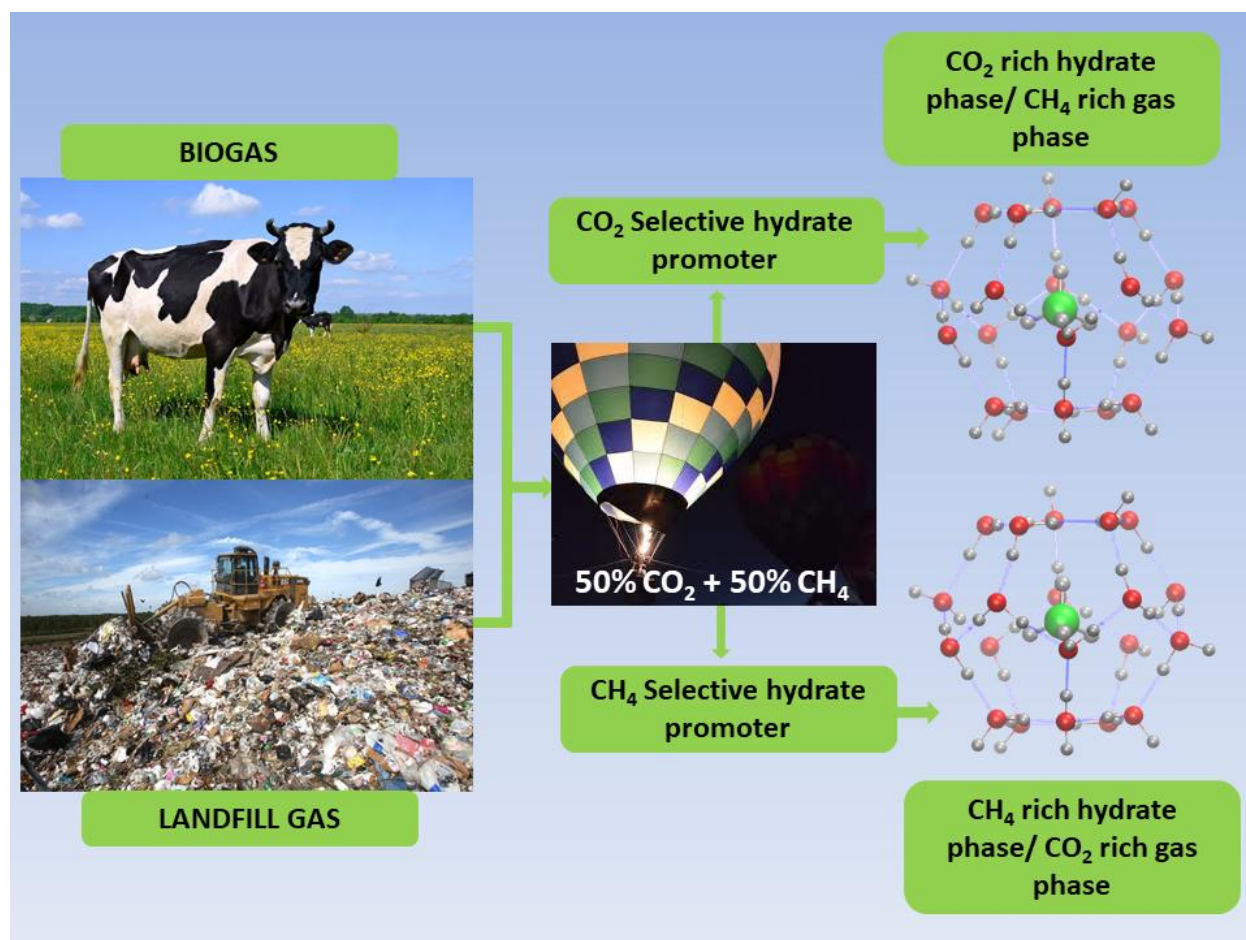 BIOGAS
LANDFILL GAS
CO₂ Selective hydrate
promoter
50% CO₂ + 50% CH₄
CH₄ Selective hydrate
promoter
CO₂ rich hydrate
phase/ CH₄ rich gas
phase
CH₄ rich hydrate
phase/ CO₂ rich gas
phase